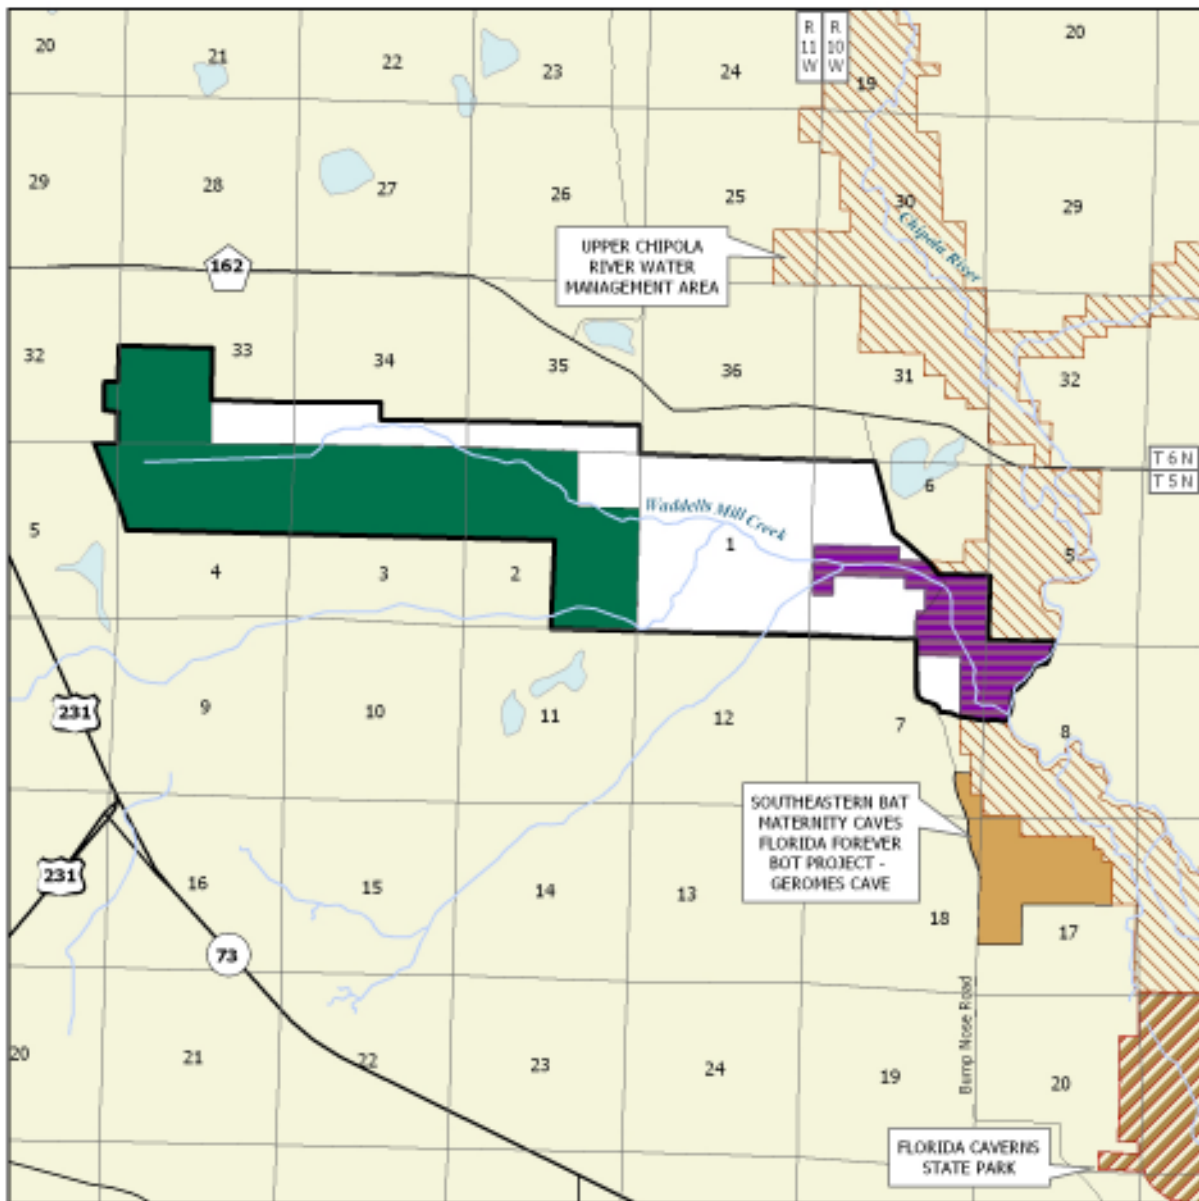 20
21
22
23
24
R
11
W
R
10
W
19
20
29
28
27
26
25
30
29
Chipola River
UPPER CHIPOLA
RIVER WATER
MANAGEMENT AREA
162
32
33
34
35
36
31
32
T 6 N
T 5 N
6
Waddells Mill Creek
5
4
3
2
1
5
231
9
10
11
12
7
8
SOUTHEASTERN BAT
MATERNITY CAVES
FLORIDA FOREVER
BOT PROJECT -
GEROMES CAVE
231
16
15
14
13
18
17
73
Bump Nose Road
20
21
22
23
24
19
20
FLORIDA CAVERNS
STATE PARK